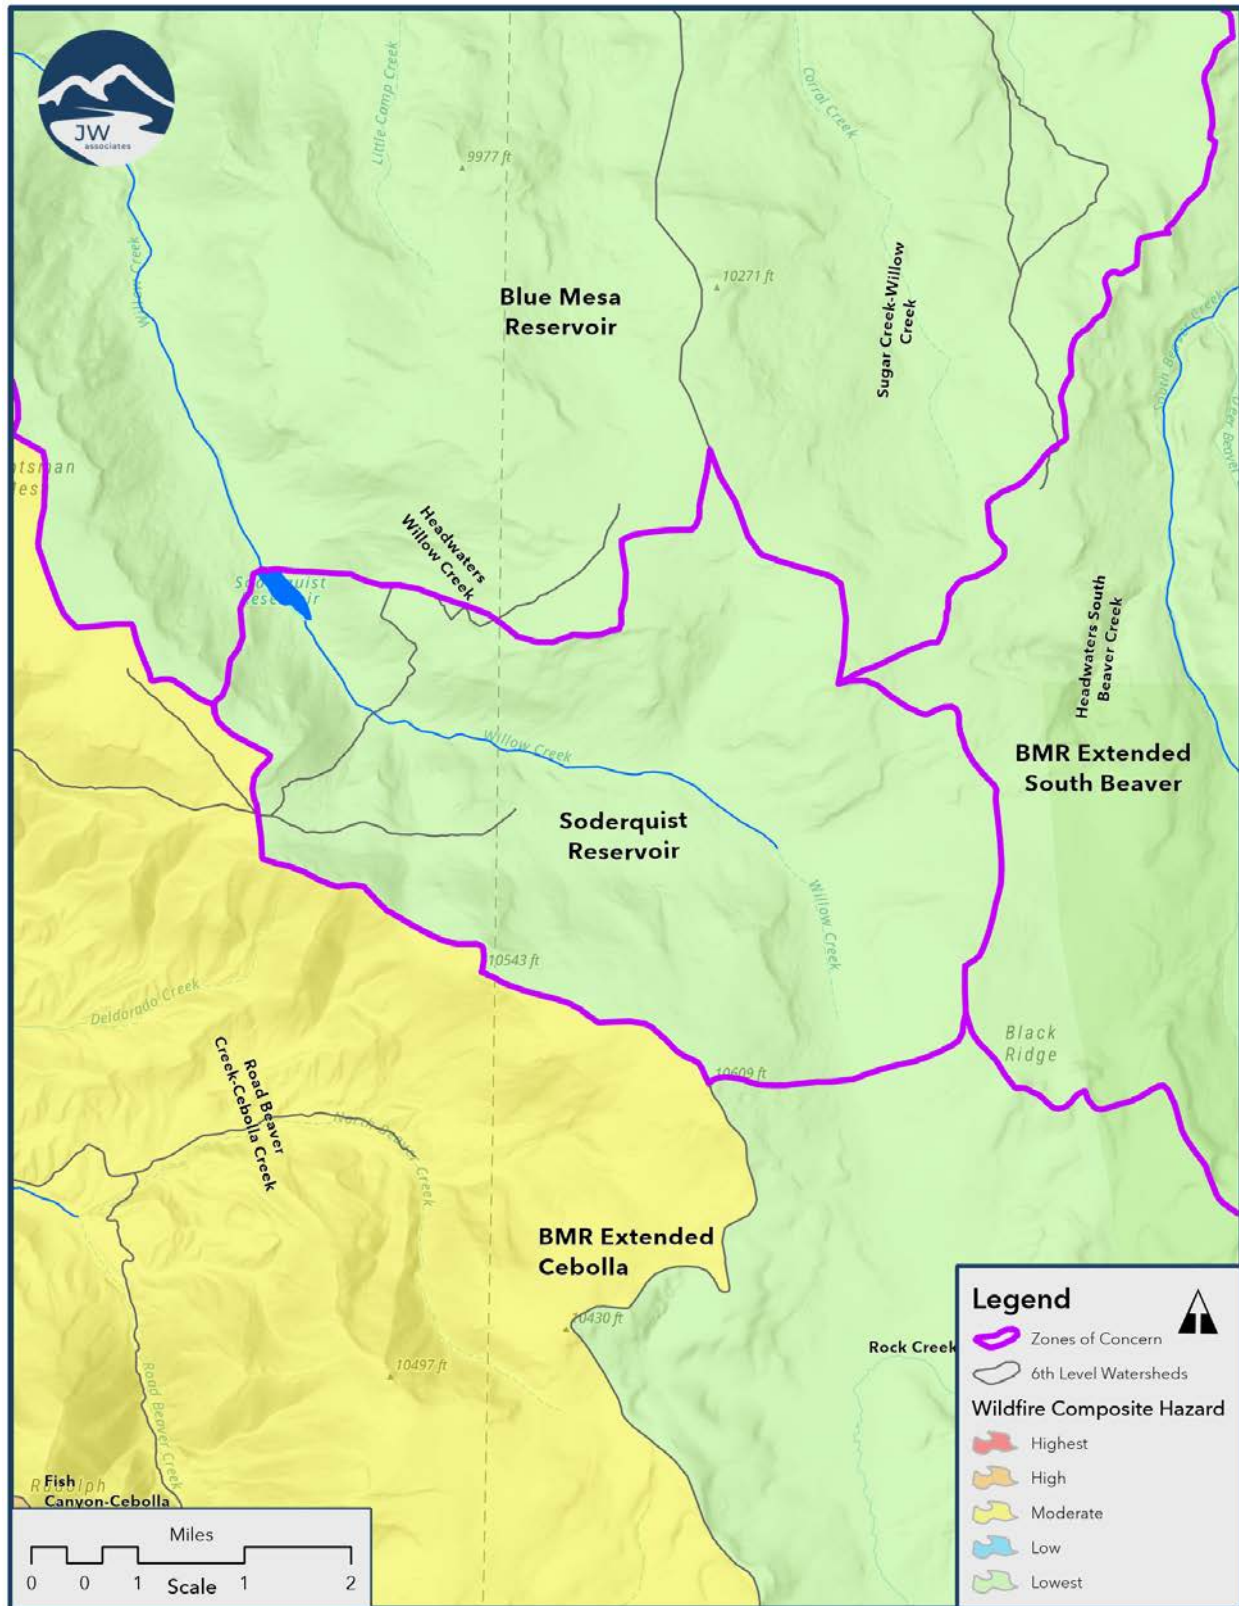 JW
associates
Little Camp Creek
9977 ft
Corral Creek
Willow Creek
Blue Mesa
Reservoir
10271 ft
Sugar Creek-Willow
Creek
South Beaver Creek
Headwaters
Willow Creek
Reservoir
Headwaters South
Beaver Creek
Willow Creek
BMR Extended
South Beaver
Soderquist
Reservoir
Willow Creek
10543 ft
Deldorado Creek
Black
Ridge
Road Beaver
Creek-Cebolla Creek
10609 ft
North Beaver Creek
BMR Extended
Cebolla
10430 ft
10497 ft
Rock Creek
Road Beaver Creek
Fish
Canyon-Cebolla
Legend
Zones of Concern
6th Level Watersheds
Wildfire Composite Hazard
Highest
High
Moderate
Low
Lowest
Miles
0 0 1 1 2
Scale